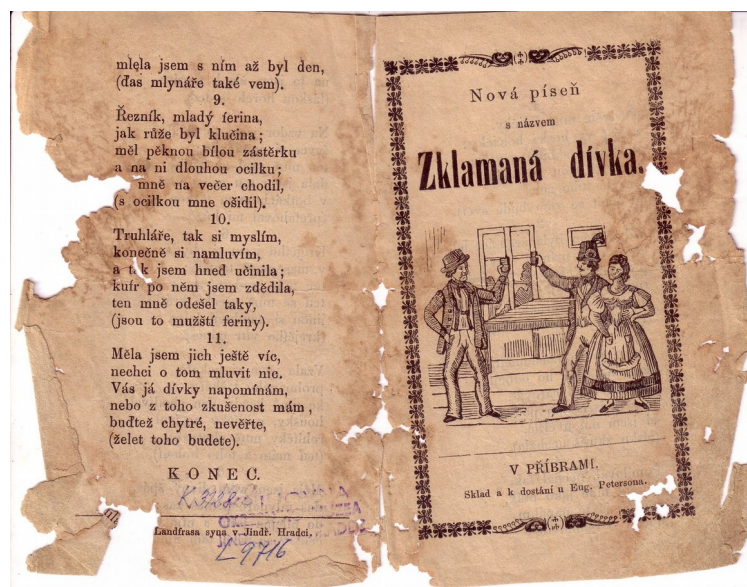 mlela jsem s ním až byl den,
(ďas mlynáře také vem).
9.
Řezník, mladý ferina,
jak růže byl klučina;
měl pěknou bílou zástěrku
a na ni dlouhou ocilku;
mně na večer chodil,
(s ocilkou mne ošidil).
10.
Truhláře, tak si myslím,
konečně si namluvím,
a tak jsem hned učinila;
kufr po něm jsem zdědila,
ten mně odešel taky,
(jsou to mužští feriny).
11.
Měla jsem jich ještě víc,
nechci o tom mluvit nic.
Vás já dívky napomínám,
nebo z toho zkušenost mám,
buďtež chytré, nevěřte,
(želet toho budete).
KONEC.
Landfrasa syna v Jindř. Hradci.
L 9716
Nová píseň
s názvem
Zklamaná dívka.
V PŘÍBRAMI.
Sklad a k dostání u Eug. Petersona.